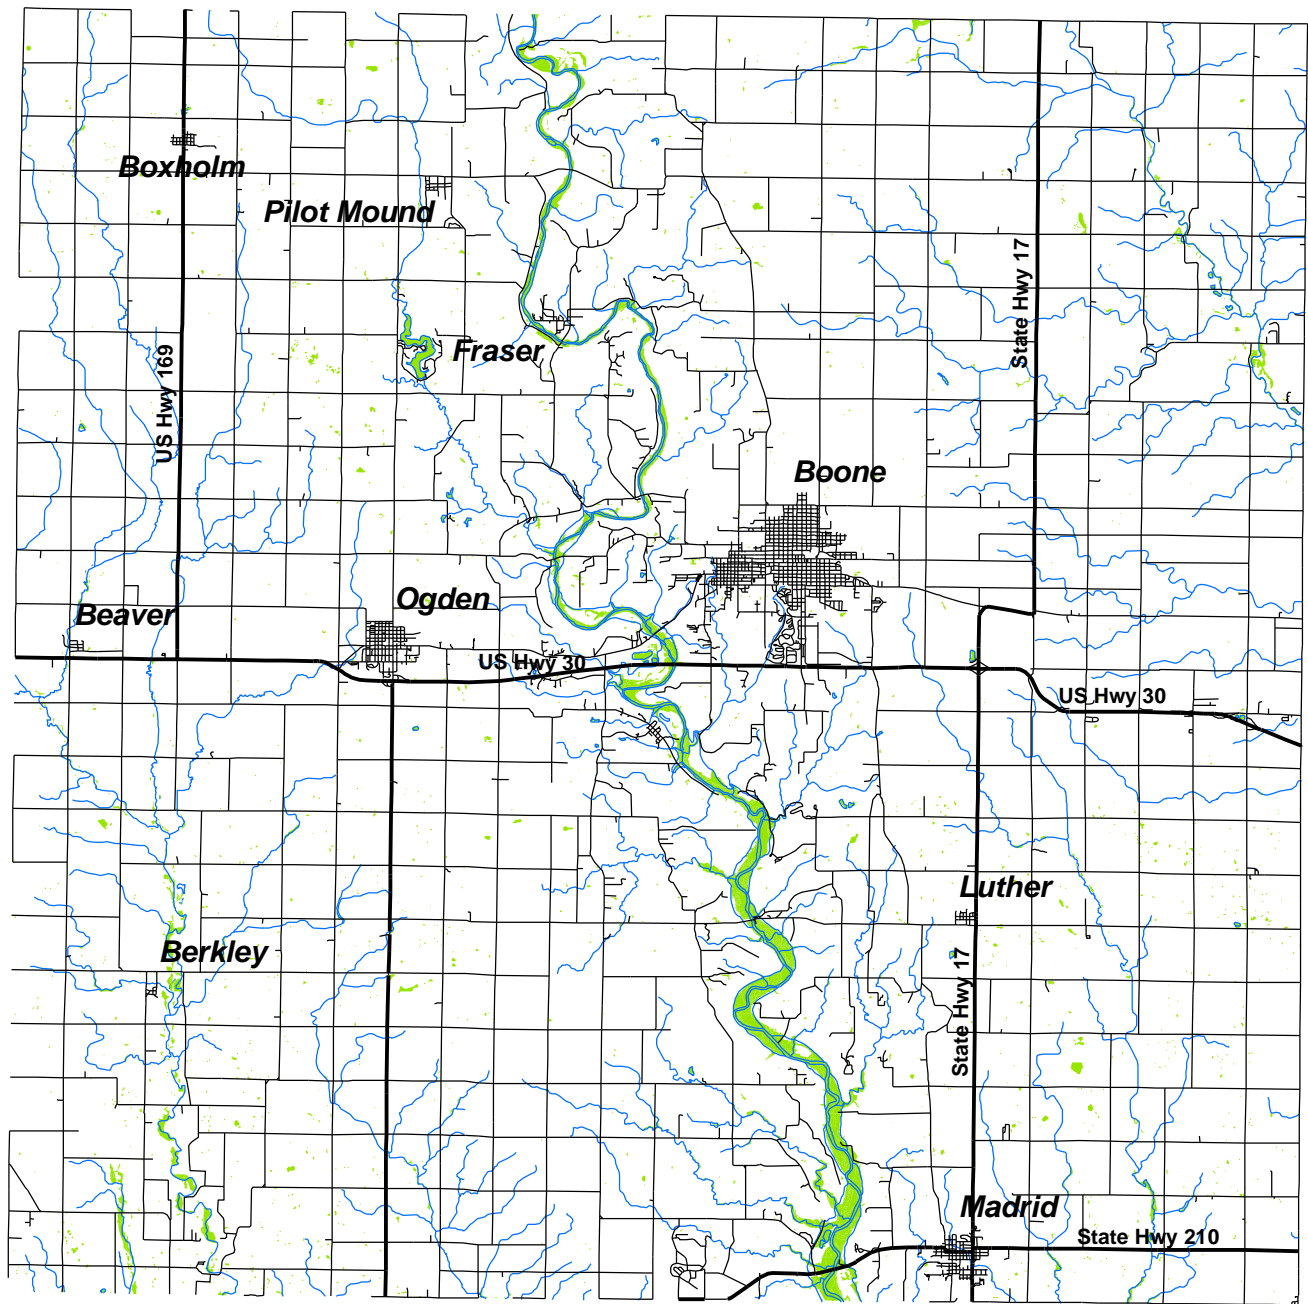 Boxholm
Pilot Mound
State Hwy 17
Fraser
US Hwy 169
Boone
Ogden
Beaver
US Hwy 30
US Hwy 30
Luther
Berkley
State Hwy 17
Madrid
State Hwy 210